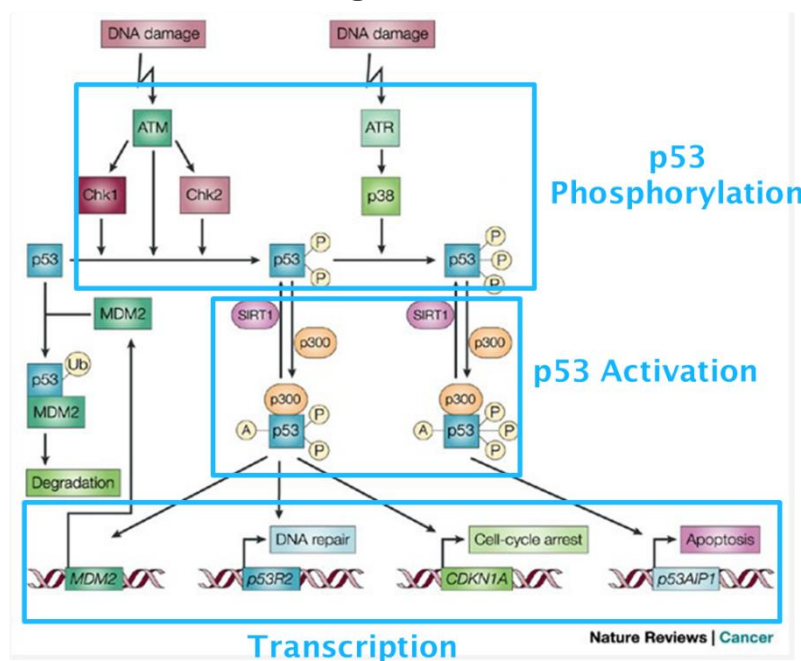 DNA damage
DNA damage
ATM
ATR
p53
Phosphorylation
Chk1
Chk2
p38
p53
p53
P
P
p53
P
P
P
MDM2
SIRT1
p300
SIRT1
p300
p53 Activation
p53
Ub
MDM2
p300
A
p53
P
P
p300
A
p53
P
P
P
Degradation
DNA repair
Cell-cycle arrest
Apoptosis
MDM2
p53R2
CDKN1A
p53AIP1
Transcription
Nature Reviews | Cancer